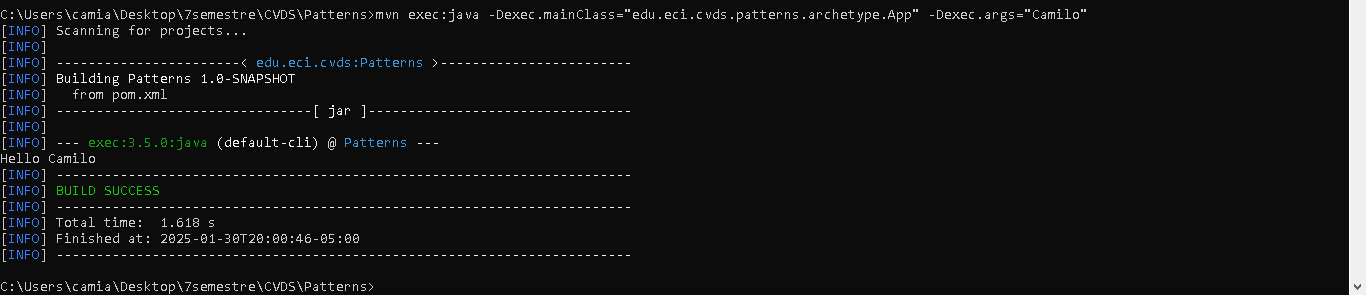 C:\Users\camia\Desktop\7semestre\CVDS\Patterns>mvn exec:java -Dexec.mainClass="edu.eci.cvds.patterns.archetype.App" -Dexec.args="Camilo"
[INFO] Scanning for projects...
[INFO]
[INFO] -----------------------< edu.eci.cvds:Patterns >------------------------
[INFO] Building Patterns 1.0-SNAPSHOT
[INFO]   from pom.xml
[INFO] --------------------------------[ jar ]---------------------------------
[INFO]
[INFO] --- exec:3.5.0:java (default-cli) @ Patterns ---
Hello Camilo
[INFO] ------------------------------------------------------------------------
[INFO] BUILD SUCCESS
[INFO] ------------------------------------------------------------------------
[INFO] Total time:  1.618 s
[INFO] Finished at: 2025-01-30T20:00:46-05:00
[INFO] ------------------------------------------------------------------------
C:\Users\camia\Desktop\7semestre\CVDS\Patterns>